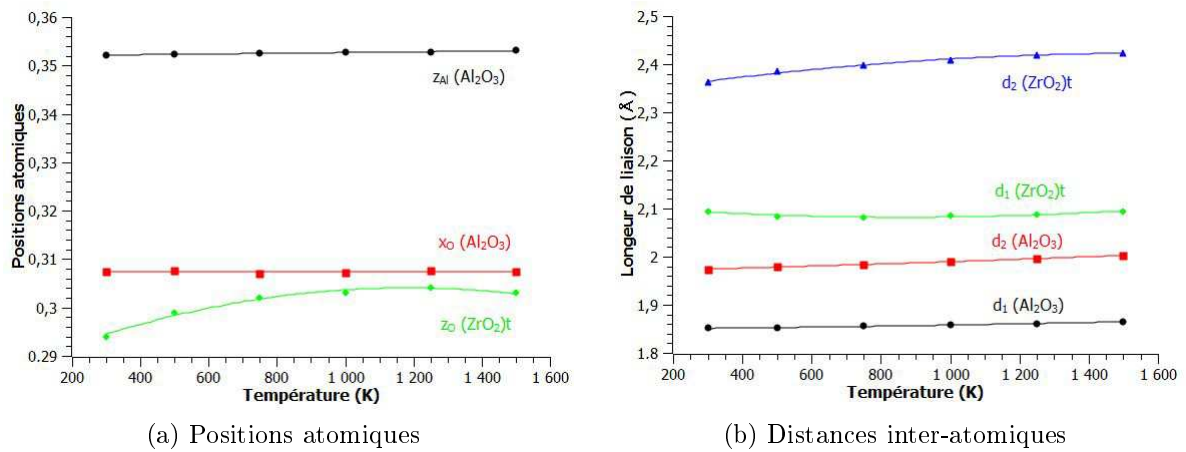 0,36
0,35
0,34
0,33
0,32
0,31
0,3
0.29
Positions atomiques
z_Al (Al₂O₃)
x_O (Al₂O₃)
z_O (ZrO₂)t
200 400 600 800 1 000 1 200 1 400 1 600
Température (K)
(a) Positions atomiques
2,5
2,4
2,3
2,2
2,1
2
1,9
1.8
Longeur de liaison (Å)
d₂ (ZrO₂)t
d₁ (ZrO₂)t
d₂ (Al₂O₃)
d₁ (Al₂O₃)
200 400 600 800 1 000 1 200 1 400 1 600
Température (K)
(b) Distances inter-atomiques